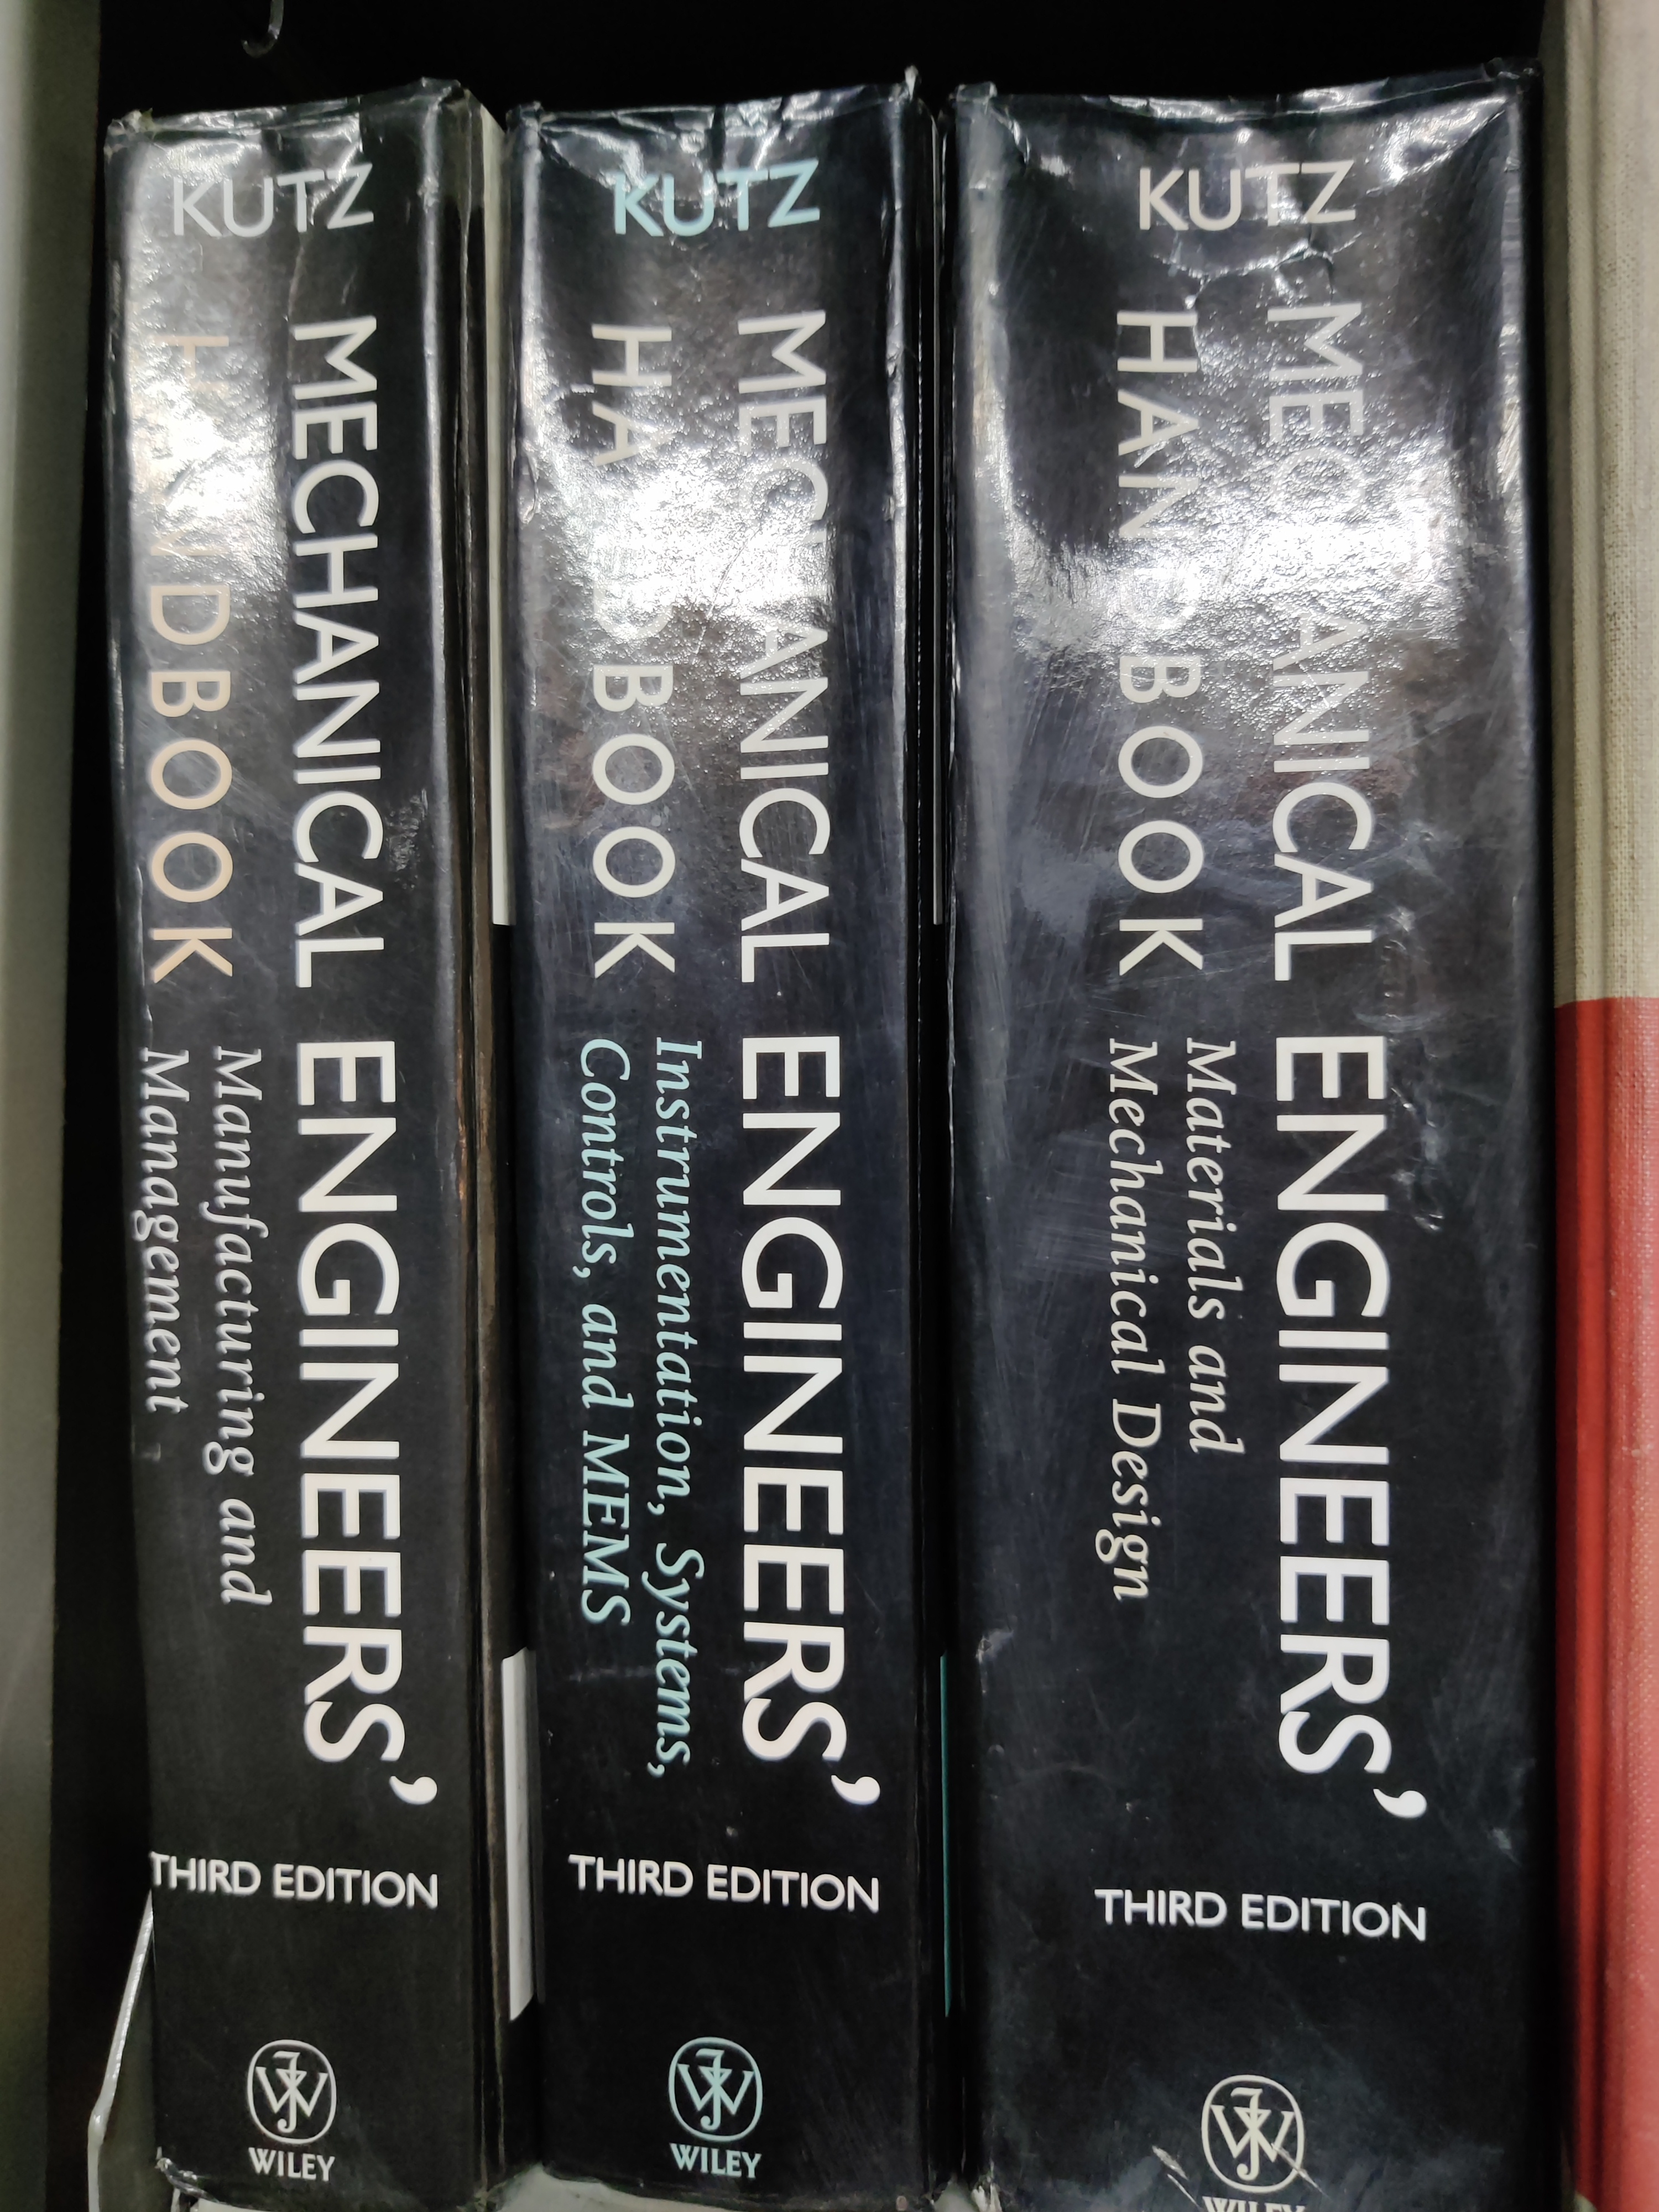 KUTZ
MECHANICAL ENGINEERS'
HANDBOOK
Manufacturing and
Management
THIRD EDITION
WILEY
KUTZ
MECHANICAL ENGINEERS'
HANDBOOK
Instrumentation, Systems,
Controls, and MEMS
THIRD EDITION
WILEY
KUTZ
MECHANICAL ENGINEERS'
HANDBOOK
Materials and
Mechanical Design
THIRD EDITION
WILEY